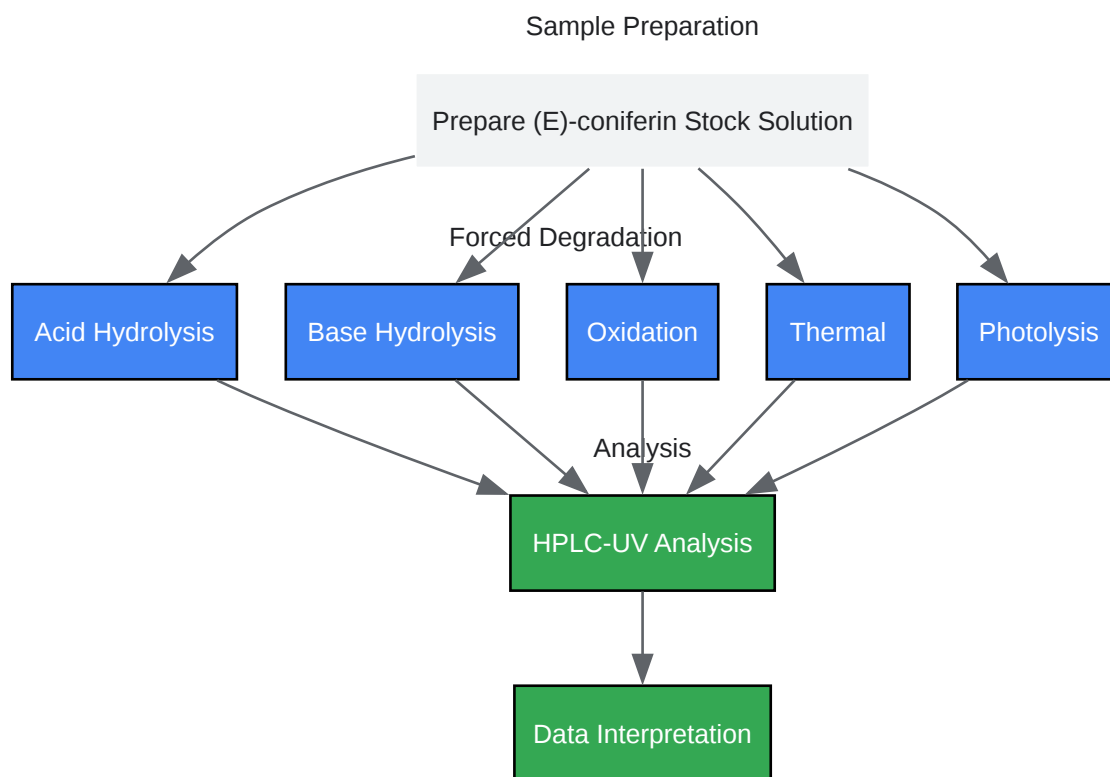 Sample Preparation
Prepare (E)-coniferin Stock Solution
Forced Degradation
Acid Hydrolysis
Base Hydrolysis
Oxidation
Thermal
Photolysis
Analysis
HPLC-UV Analysis
Data Interpretation